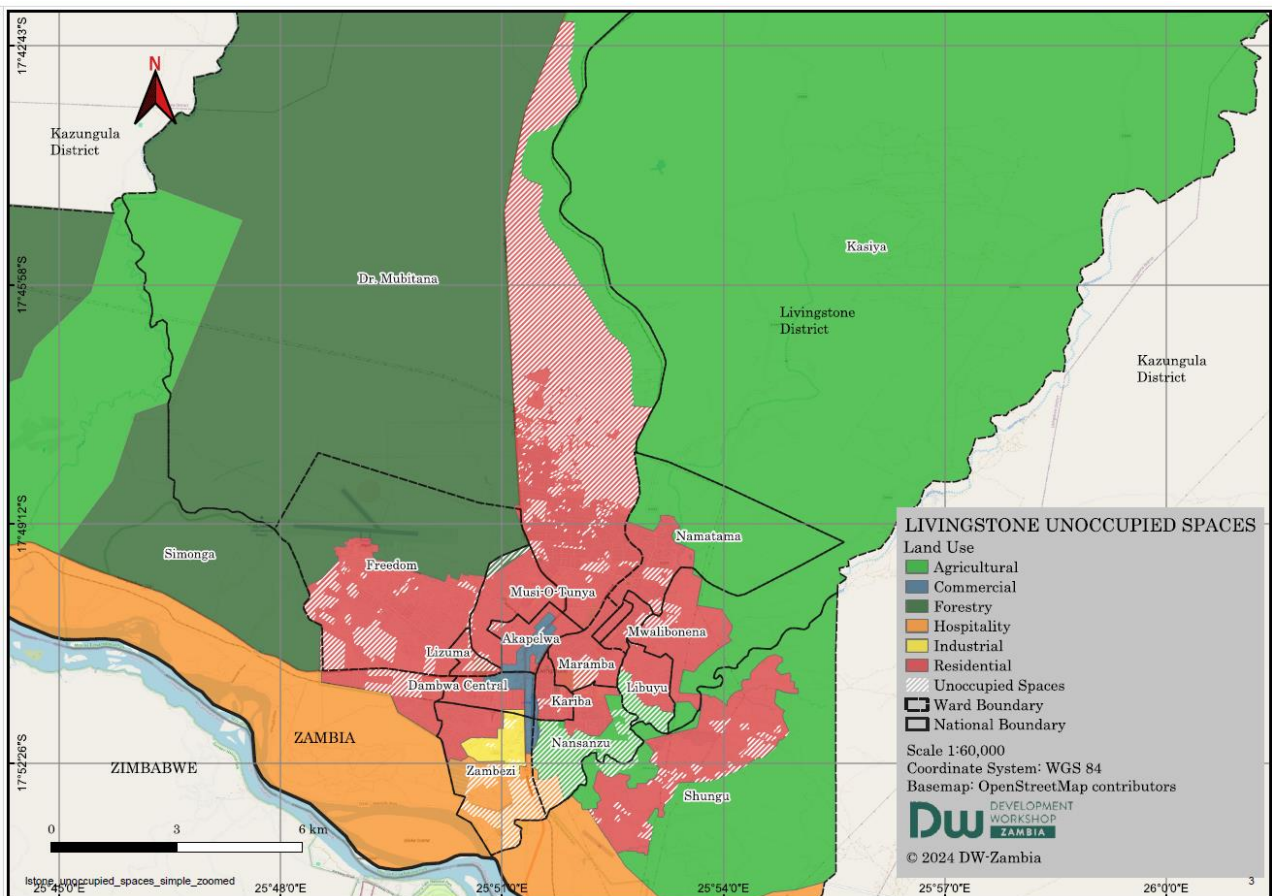 17°42'43"S
N
Kazungula
District
Kasiya
17°45'58"S
Dr. Mubitana
Livingstone
District
Kazungula
District
17°49'12"S
Namatama
Simonga
Freedom
Musi-O-Tunya
Mwalibonena
Akapelwa
Lizuma
Maramba
Dambwa Central
Libuyu
Kariba
ZAMBIA
Nansanzu
ZIMBABWE
17°52'26"S
Zambezi
Shungu
0 3 6 km
lstone_unoccupied_spaces_simple_zoomed
25°45'0"E 25°48'0"E 25°51'0"E 25°54'0"E 25°57'0"E 26°0'0"E
LIVINGSTONE UNOCCUPIED SPACES
Land Use
Agricultural
Commercial
Forestry
Hospitality
Industrial
Residential
Unoccupied Spaces
Ward Boundary
National Boundary
Scale 1:60,000
Coordinate System: WGS 84
Basemap: OpenStreetMap contributors
DW DEVELOPMENT
WORKSHOP
ZAMBIA
© 2024 DW-Zambia
3